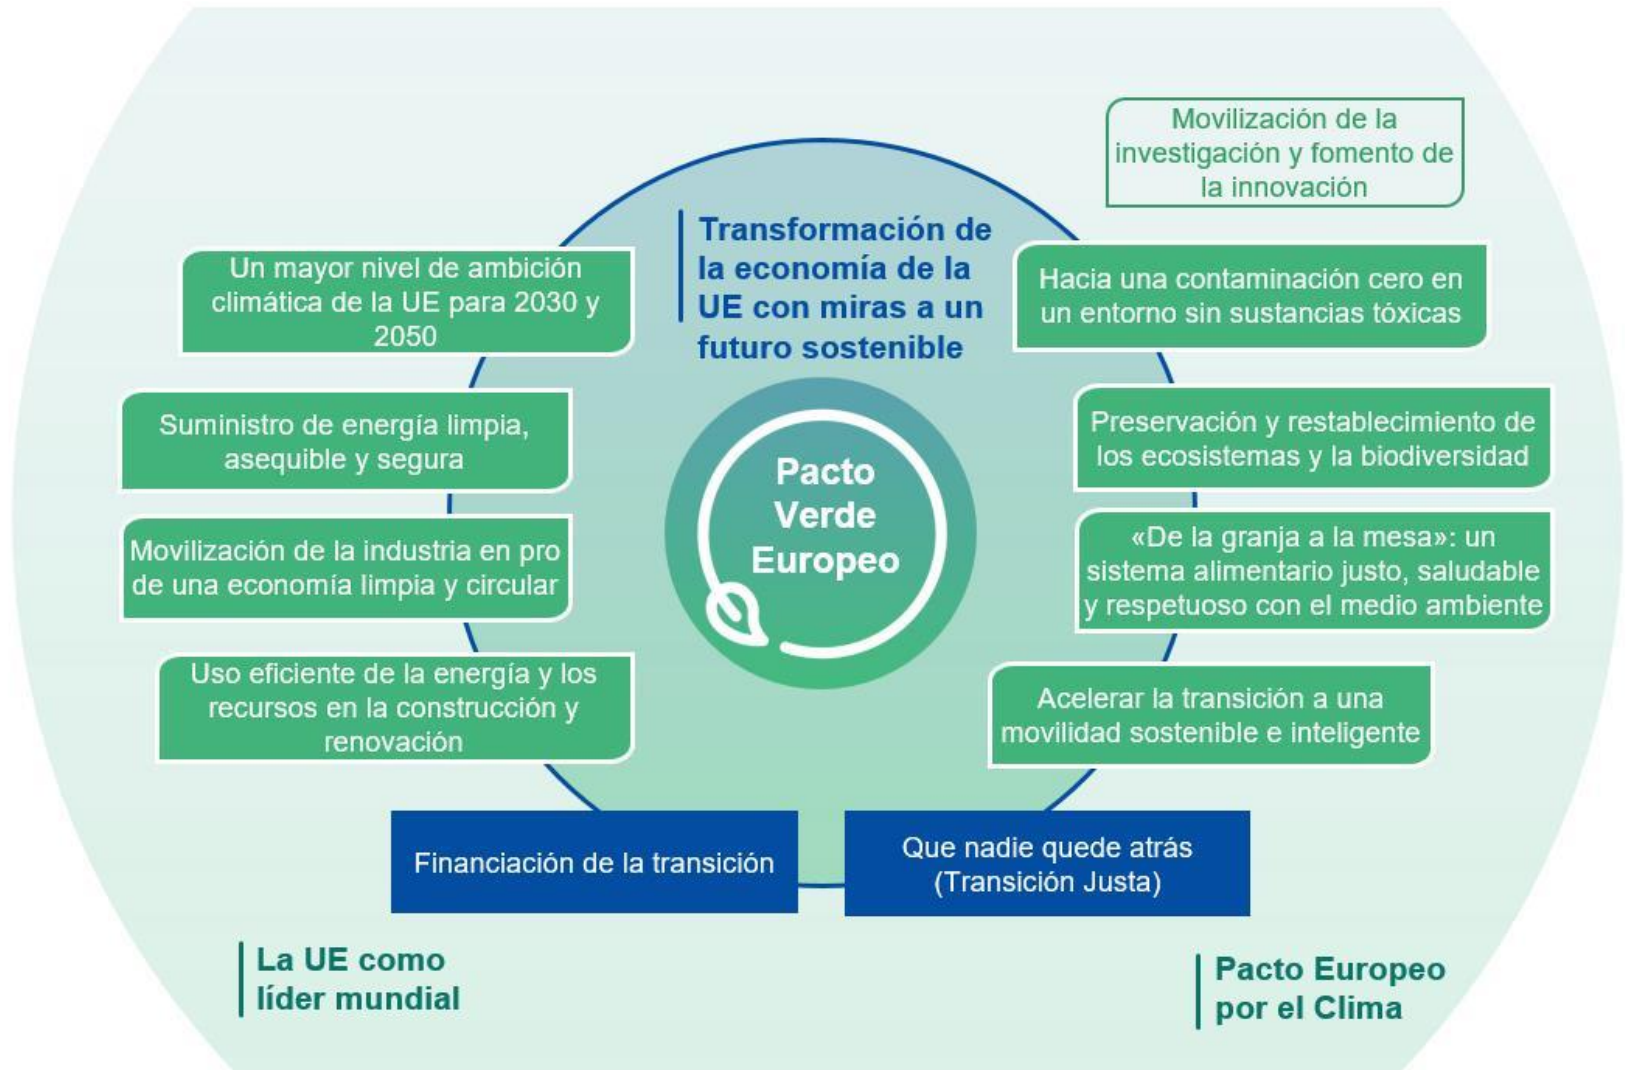 Movilización de la
investigación y fomento de
la innovación
Transformación de
la economía de la
UE con miras a un
futuro sostenible
Un mayor nivel de ambición
climática de la UE para 2030 y
2050
Suministro de energía limpia,
asequible y segura
Movilización de la industria en pro
de una economía limpia y circular
Uso eficiente de la energía y los
recursos en la construcción y
renovación
Pacto
Verde
Europeo
Hacia una contaminación cero en
un entorno sin sustancias tóxicas
Preservación y restablecimiento de
los ecosistemas y la biodiversidad
«De la granja a la mesa»: un
sistema alimentario justo, saludable
y respetuoso con el medio ambiente
Acelerar la transición a una
movilidad sostenible e inteligente
Financiación de la transición
Que nadie quede atrás
(Transición Justa)
La UE como
líder mundial
Pacto Europeo
por el Clima